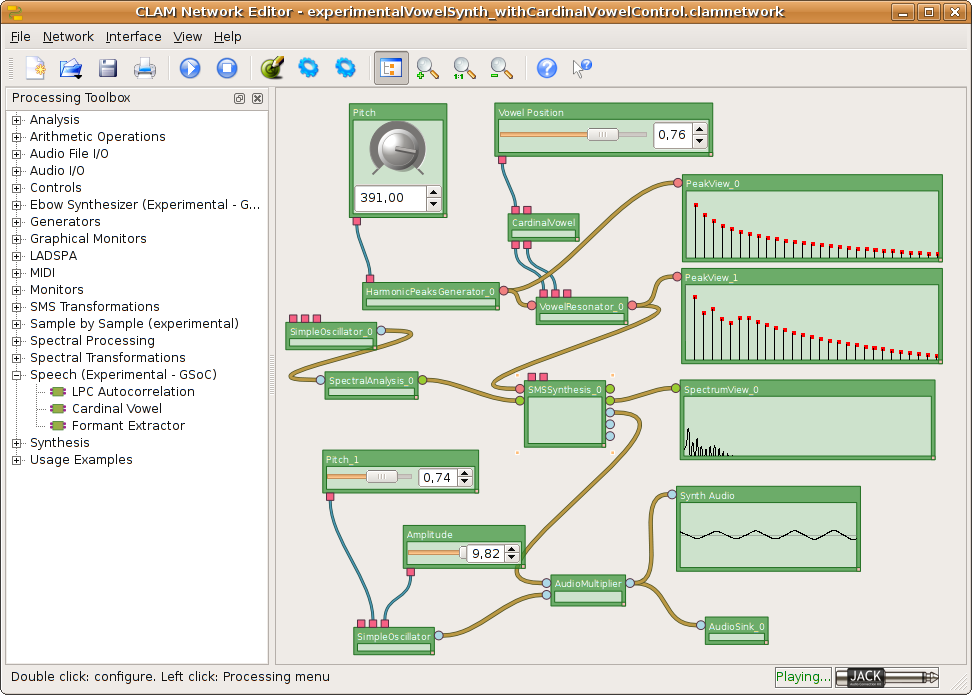 CLAM Network Editor - experimentalVowelSynth_withCardinalVowelControl.clamnetwork
File Network Interface View Help
1:1
Processing Toolbox
Analysis
Arithmetic Operations
Audio File I/O
Audio I/O
Controls
Ebow Synthesizer (Experimental - G...
Generators
Graphical Monitors
LADSPA
MIDI
Monitors
SMS Transformations
Sample by Sample (experimental)
Spectral Processing
Spectral Transformations
Speech (Experimental - GSoC)
LPC Autocorrelation
Cardinal Vowel
Formant Extractor
Synthesis
Usage Examples
Pitch
391,00
Vowel Position
0,76
PeakView_0
CardinalVowel
HarmonicPeaksGenerator_0
VowelResonator_0
PeakView_1
SimpleOscillator_0
SpectralAnalysis_0
SMSSynthesis_0
SpectrumView_0
Pitch_1
0,74
Synth Audio
Amplitude
9,82
AudioMultiplier
SimpleOscillator
AudioSink_0
Double click: configure. Left click: Processing menu
Playing...
JACK